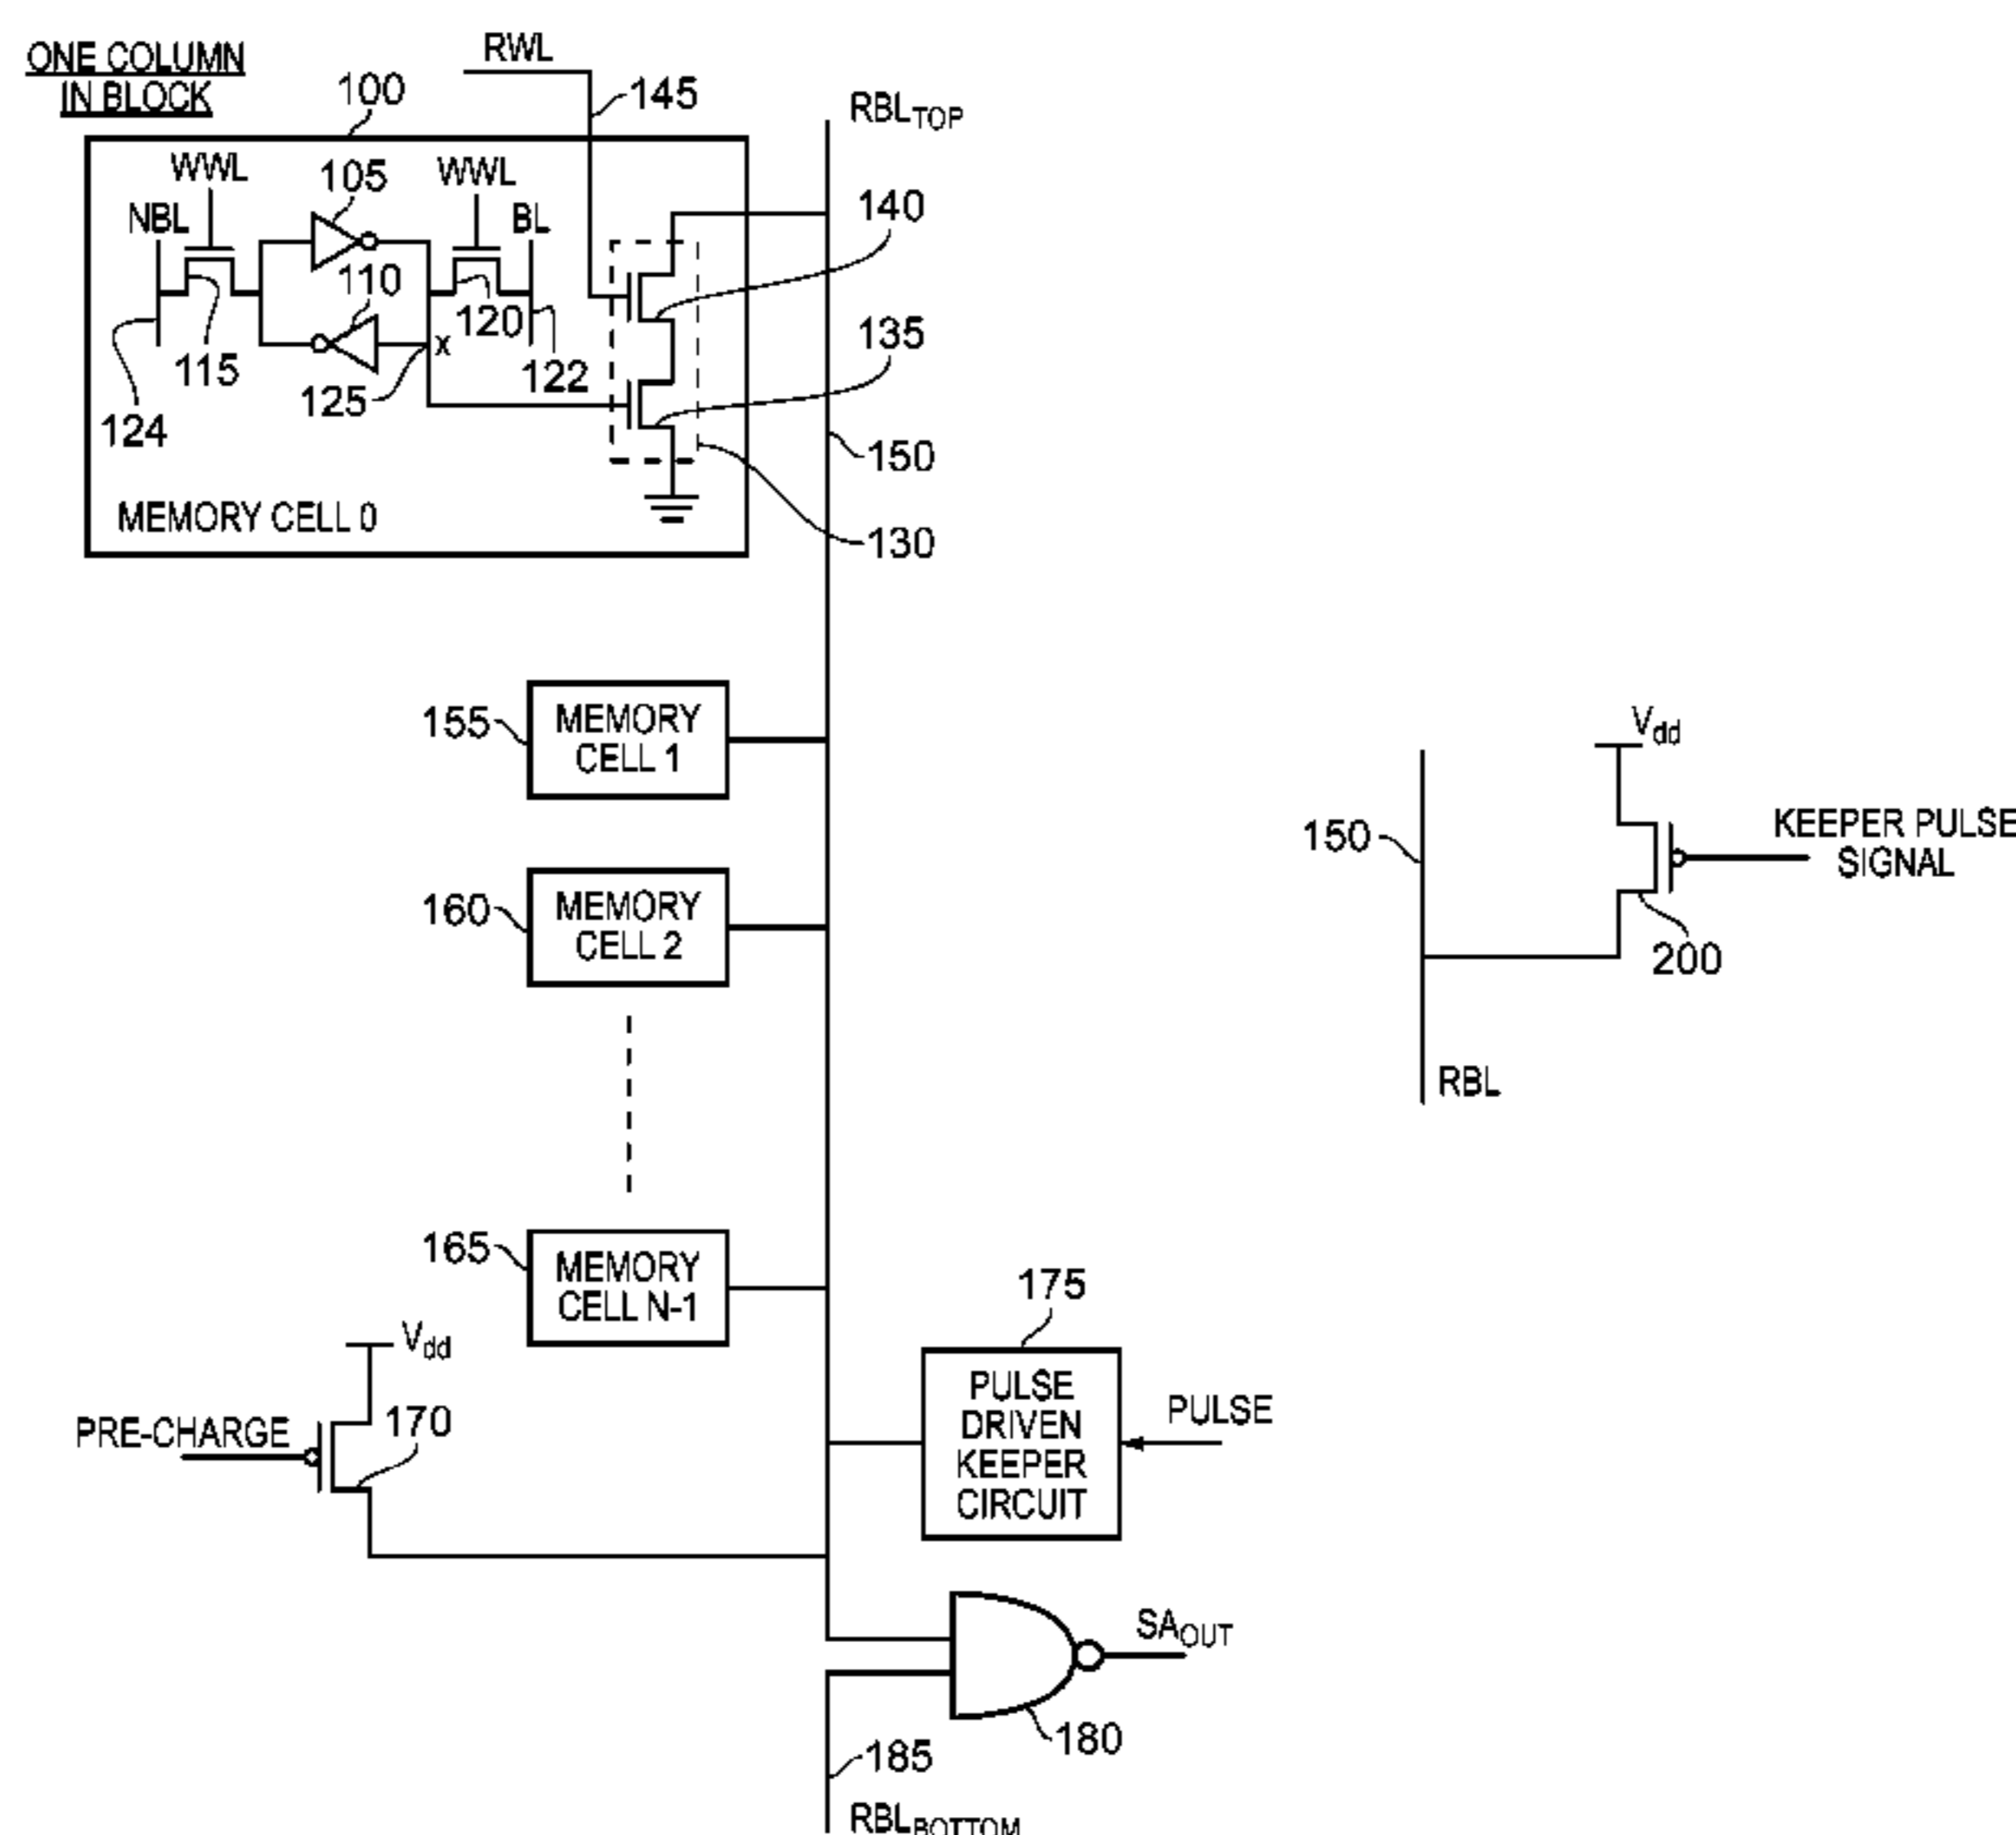 ONE COLUMN
IN BLOCK
RWL
100
145
RBLTOP
WWL
105
WWL
NBL
BL
140
110
120
135
115
x
122
125
124
150
MEMORY CELL 0
130
155
MEMORY
CELL 1
Vdd
150
KEEPER PULSE
SIGNAL
160
MEMORY
CELL 2
200
RBL
165
MEMORY
CELL N-1
175
Vdd
PRE-CHARGE
170
PULSE
DRIVEN
KEEPER
CIRCUIT
PULSE
SAOUT
180
185
RBLBOTTOM